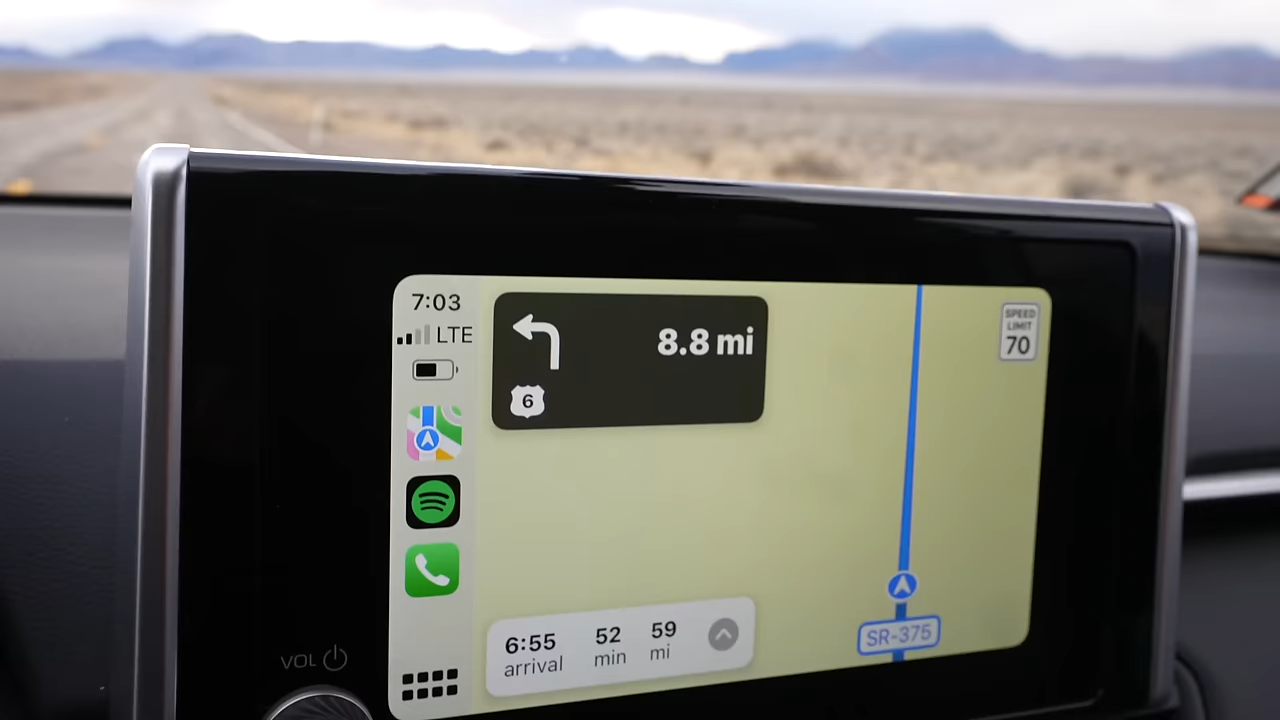 7:03
LTE
8.8 mi
6
SPEED
LIMIT
70
6:55 52 59
arrival min mi
SR-375
VOL